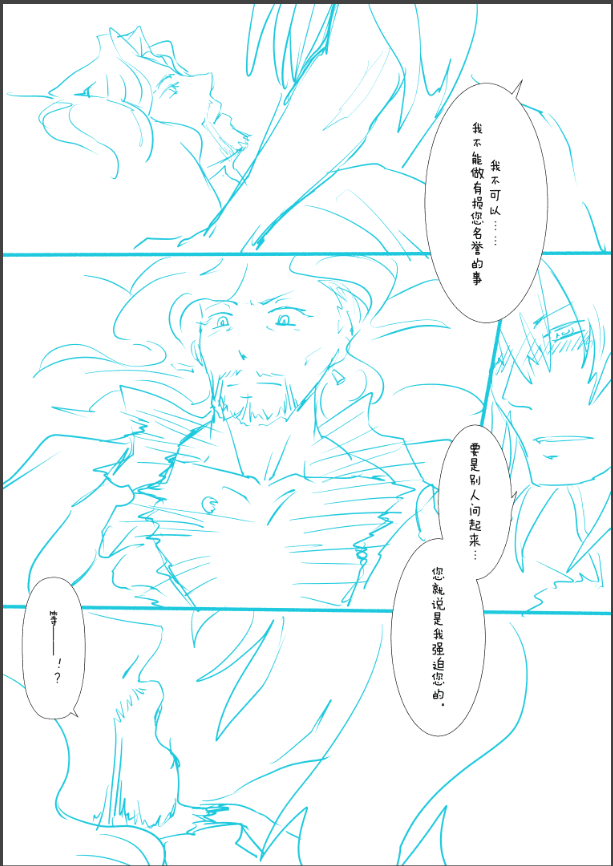 我不可以……
我不能做有损您名誉的事
要是别人问起来…
您就说是我强迫您的。
等——！？